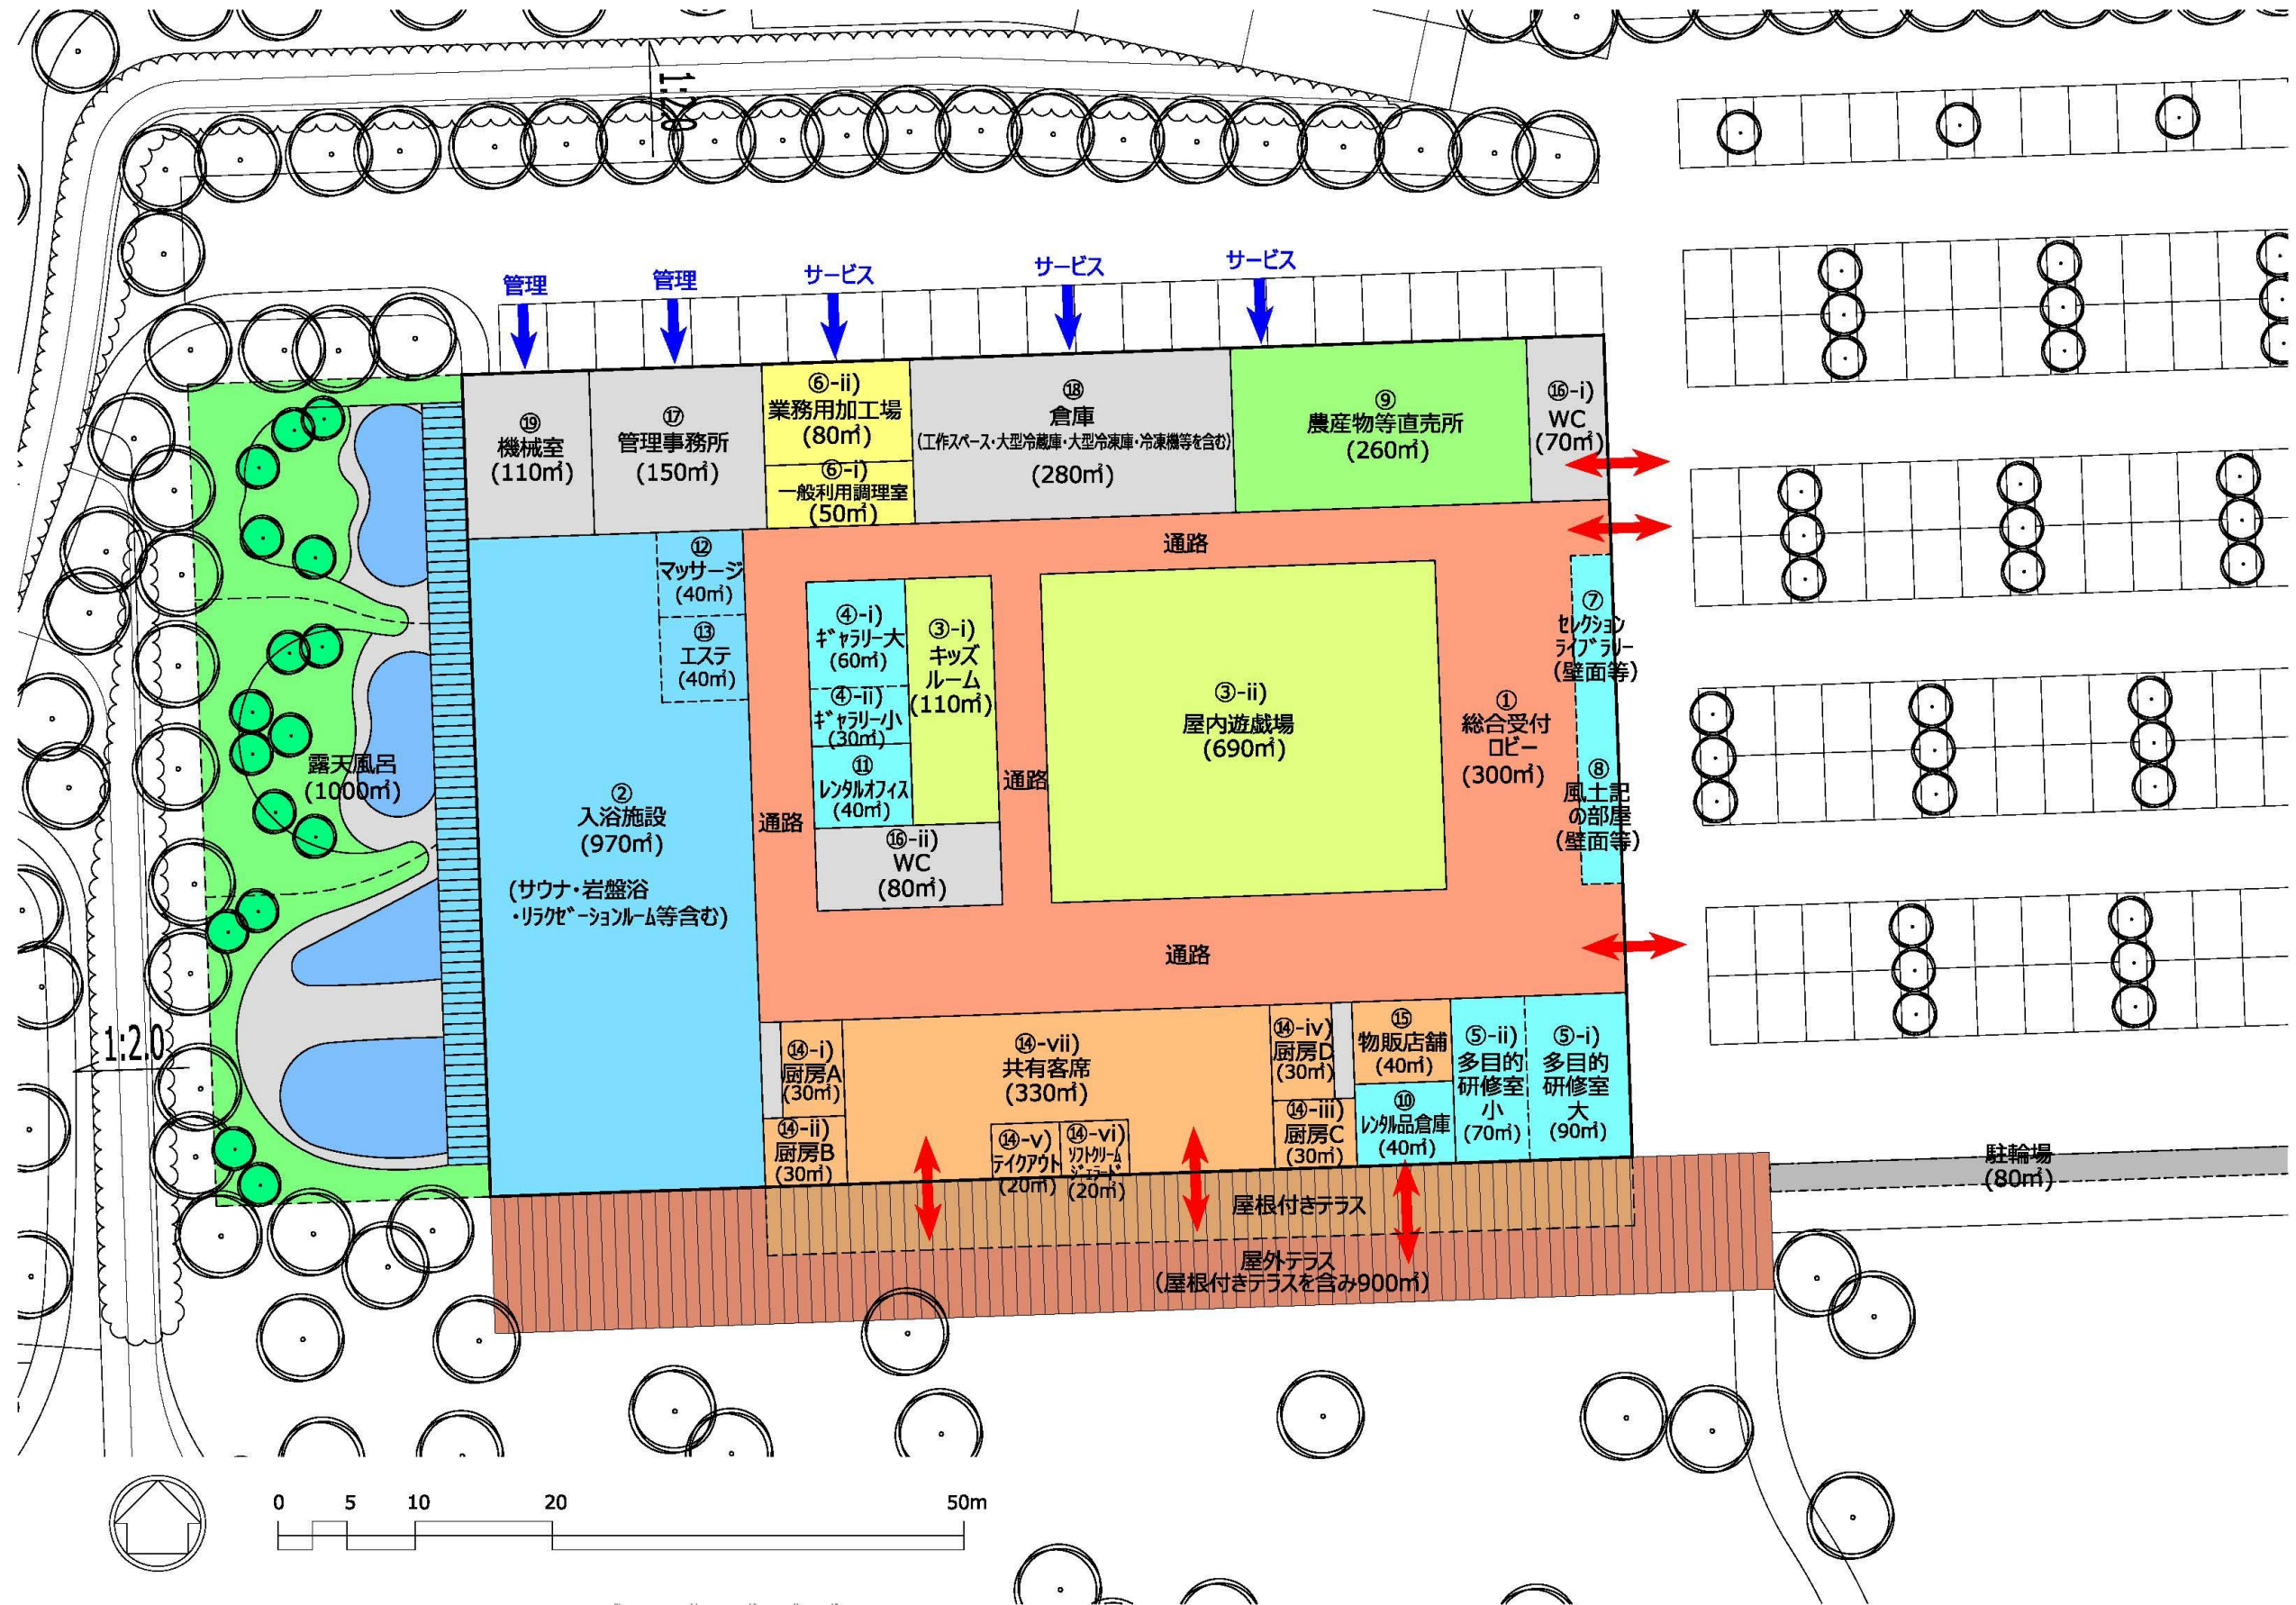 1:2.0
管理
管理
サービス
サービス
サービス
⑲
機械室
(110㎡)
⑰
管理事務所
(150㎡)
⑥-ii)
業務用加工場
(80㎡)
⑥-i)
一般利用調理室
(50㎡)
⑱
倉庫
(工作スペース・大型冷蔵庫・大型冷凍庫・冷凍機等を含む)
(280㎡)
⑨
農産物等直売所
(260㎡)
⑯-i)
WC
(70㎡)
通路
⑫
マッサージ
(40㎡)
⑬
エステ
(40㎡)
④-i)
ギャラリー大
(60㎡)
④-ii)
ギャラリー小
(30㎡)
⑪
レンタルオフィス
(40㎡)
③-i)
キッズ
ルーム
(110㎡)
⑯-ii)
WC
(80㎡)
③-ii)
屋内遊戯場
(690㎡)
①
総合受付
ロビー
(300㎡)
⑦
セレクション
ライブラリー
(壁面等)
⑧
風土記
の部屋
(壁面等)
露天風呂
(1000㎡)
②
入浴施設
(970㎡)
(サウナ・岩盤浴
・リラクゼーションルーム等含む)
通路
通路
通路
1:2.0
⑭-i)
厨房A
(30㎡)
⑭-ii)
厨房B
(30㎡)
⑭-vii)
共有客席
(330㎡)
⑭-v)
テイクアウト
(20㎡)
⑭-vi)
ソフトクリーム
ジェラート
(20㎡)
⑭-iv)
厨房D
(30㎡)
⑭-iii)
厨房C
(30㎡)
⑮
物販店舗
(40㎡)
⑩
レンタル品倉庫
(40㎡)
⑤-ii)
多目的
研修室
小
(70㎡)
⑤-i)
多目的
研修室
大
(90㎡)
駐輪場
(80㎡)
屋根付きテラス
屋外テラス
(屋根付きテラスを含み900㎡)
0 5 10 20 50m